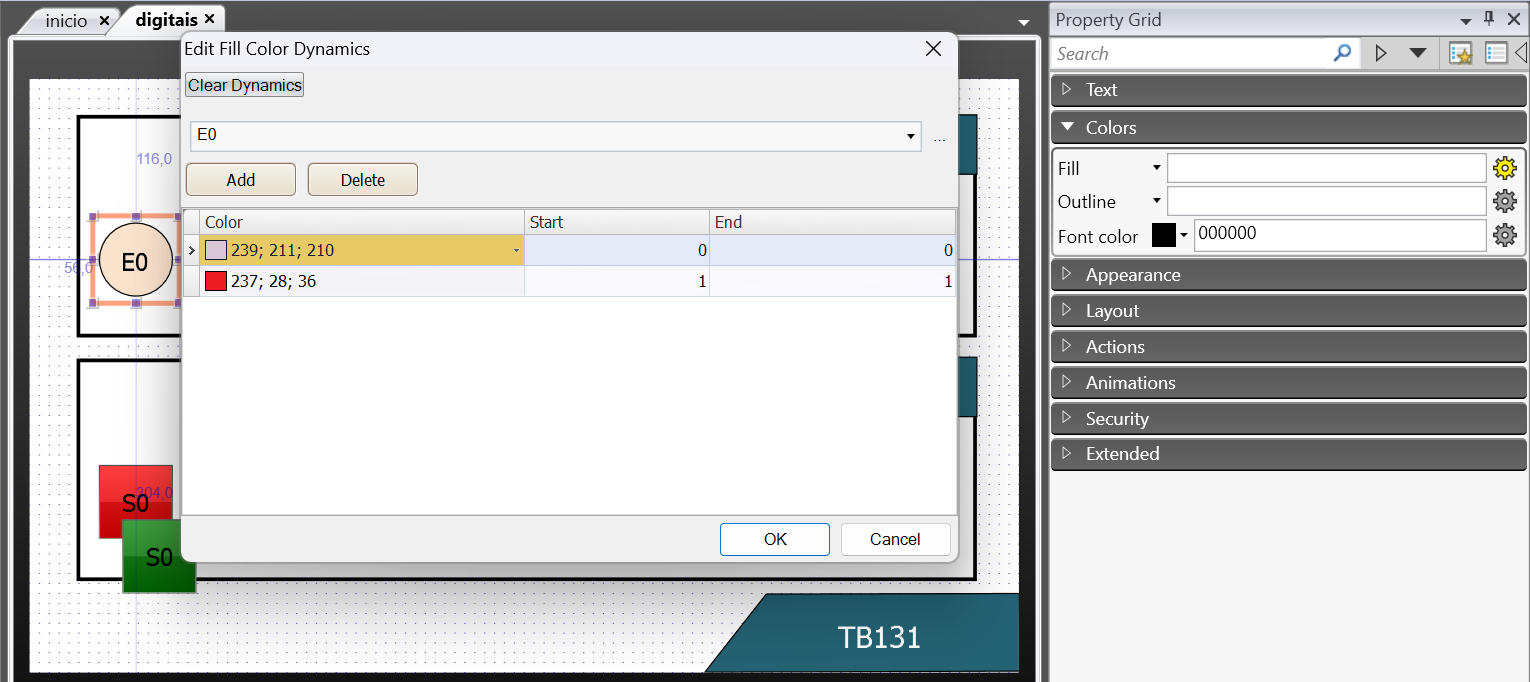 inicio
digitais
Edit Fill Color Dynamics
Clear Dynamics
E0
...
Add
Delete
Color Start End
239; 211; 210 0 0
237; 28; 36 1 1
OK
Cancel
116,0
56,0
E0
204,0
S0
S0
TB131
Property Grid
Search
Text
Colors
Fill
Outline
Font color 000000
Appearance
Layout
Actions
Animations
Security
Extended